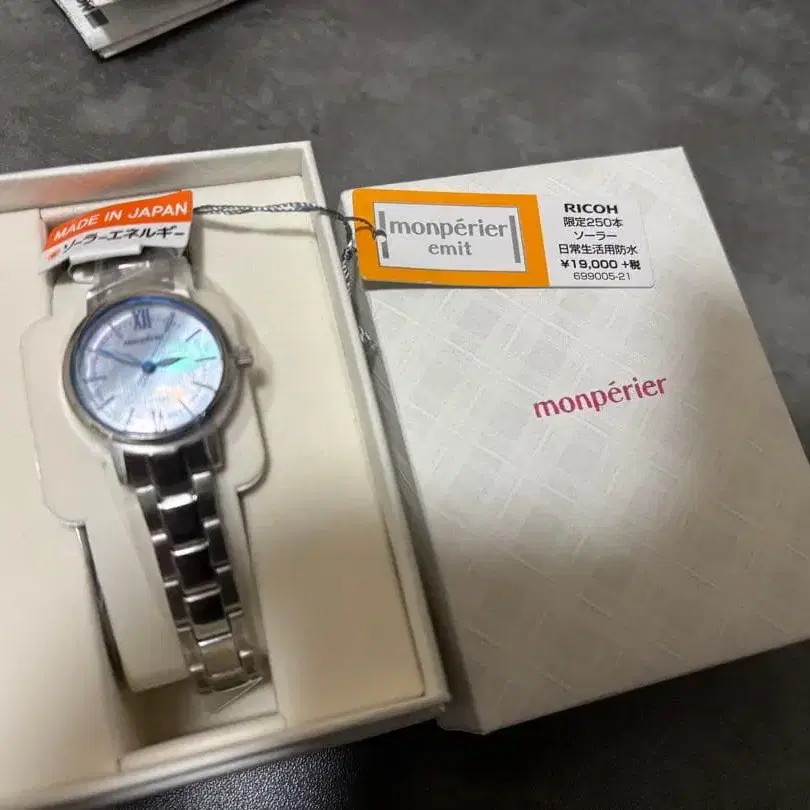 MADE IN JAPAN
ソーラーエネルギー
XII
monpérier
emit
RICOH
限定250本
ソーラー
日常生活用防水
¥19,000 +税
699005-21
monpérier